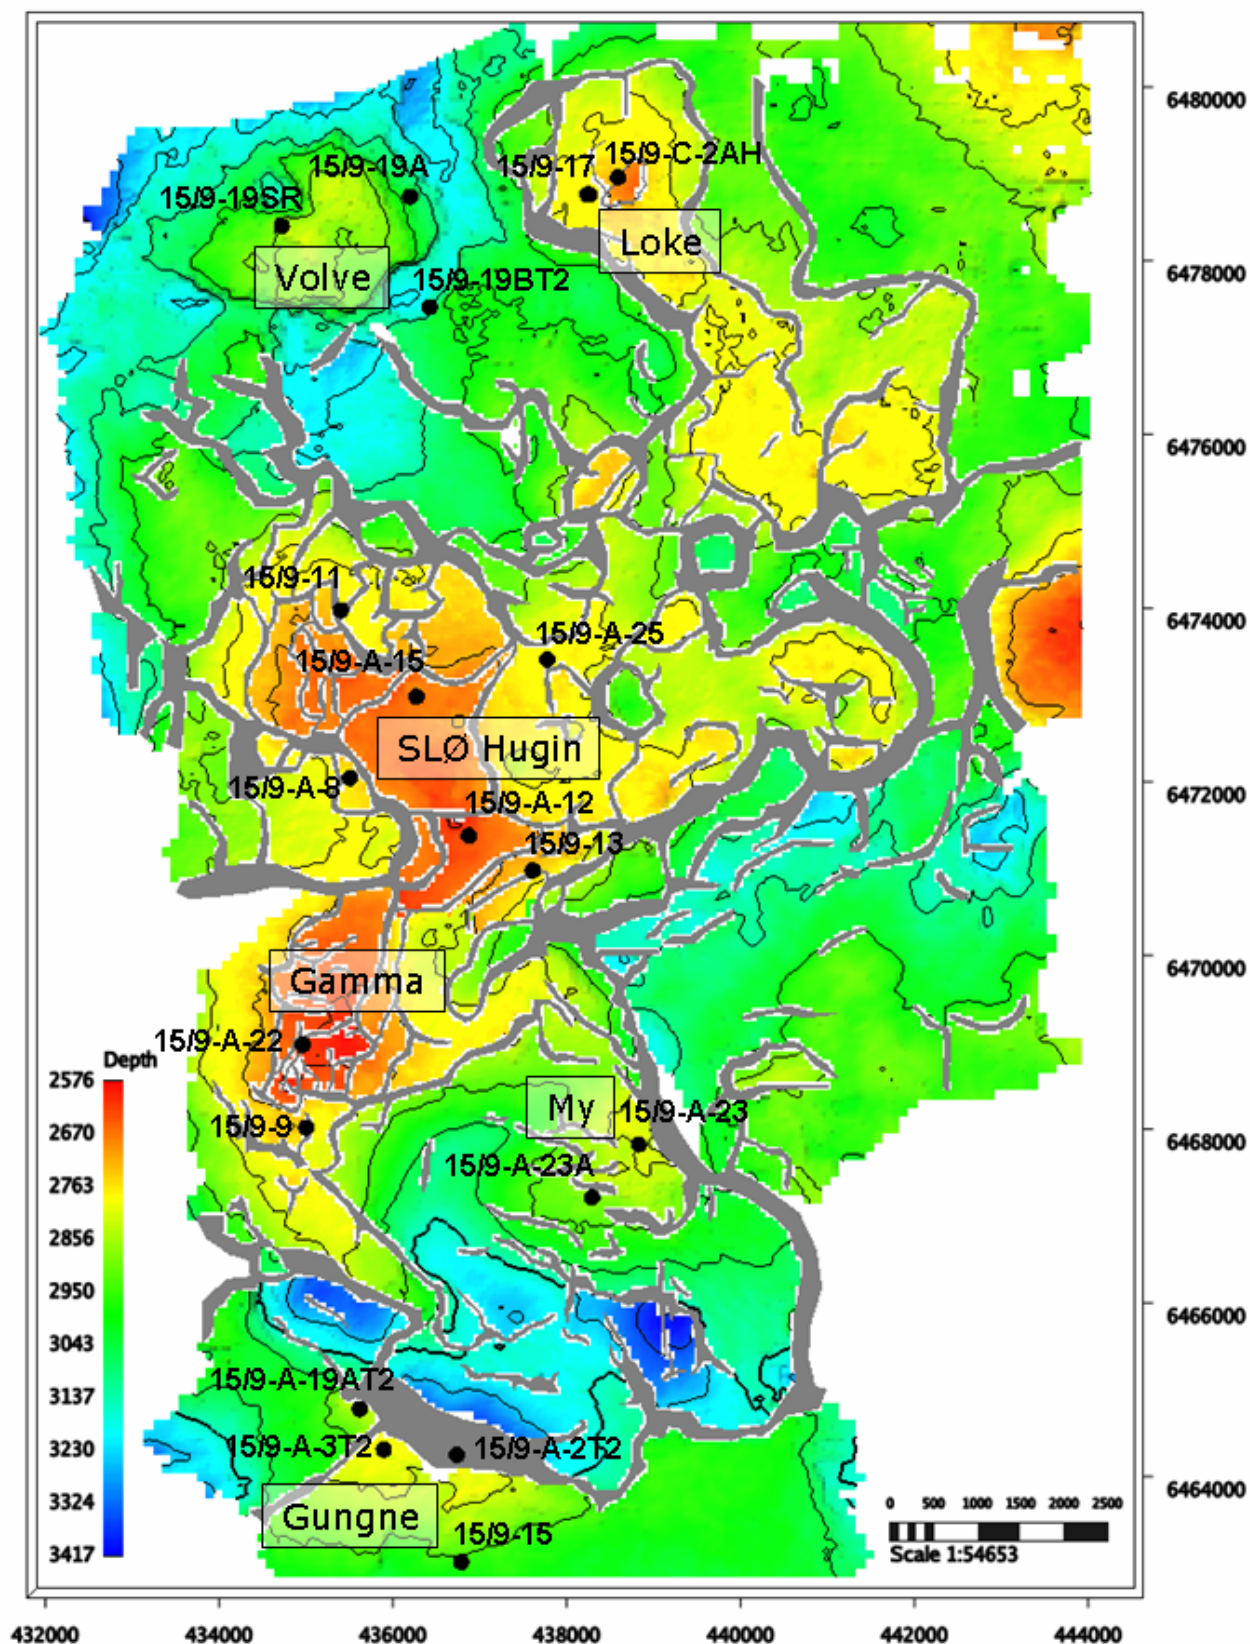 6480000
15/9-19A
15/9-17
15/9-C-2AH
15/9-19SR
Loke
6478000
Volve
15/9-19BT2
6476000
15/9-11
6474000
15/9-A-25
15/9-A-15
SLØ Hugin
15/9-A-8
6472000
15/9-A-12
15/9-13
Gamma
6470000
15/9-A-22
Depth
2576
2670
2763
2856
2950
3043
3137
3230
3324
3417
My
15/9-A-23
15/9-9
6468000
15/9-A-23A
6466000
15/9-A-19AT2
15/9-A-3T2
15/9-A-2T2
6464000
Gungne
15/9-15
0 500 1000 1500 2000 2500
Scale 1:54653
432000 434000 436000 438000 440000 442000 444000